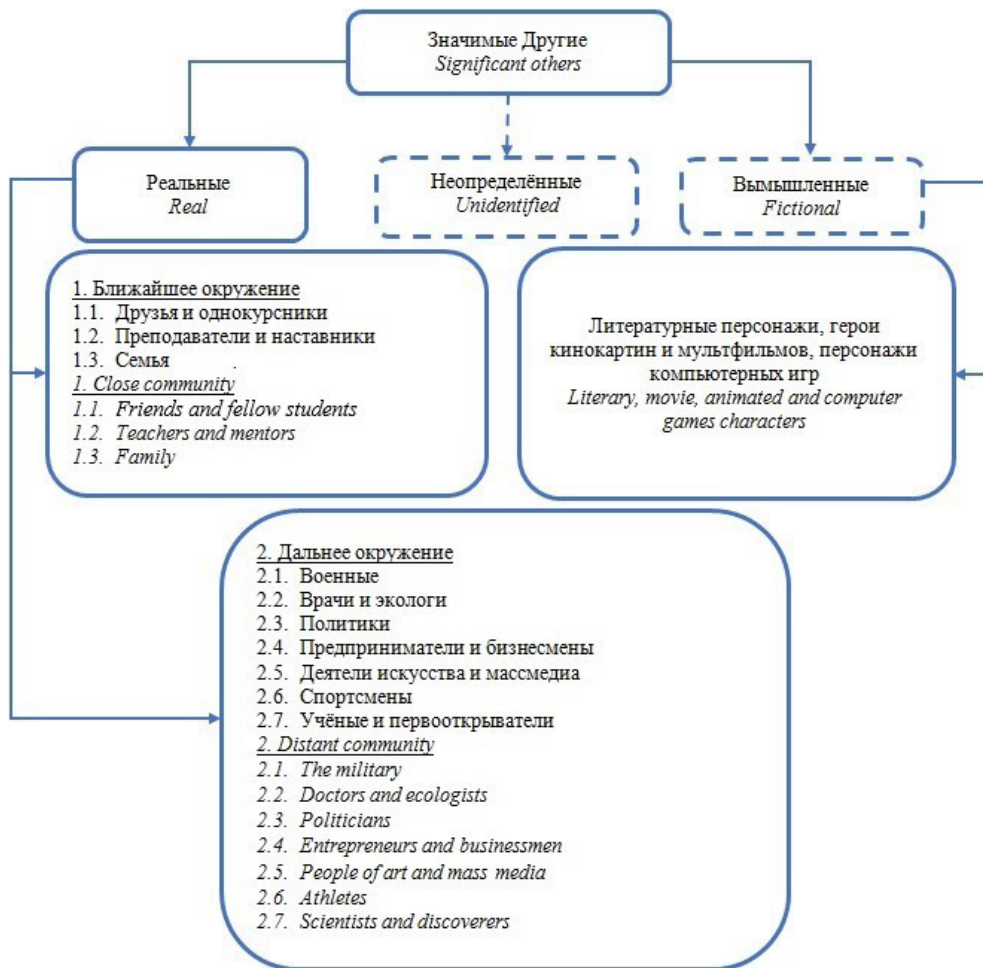 Значимые Другие
Significant others
Реальные
Real
Неопределённые
Unidentified
Вымышленные
Fictional
1. Ближайшее окружение
1.1. Друзья и однокурсники
1.2. Преподаватели и наставники
1.3. Семья
1. Close community
1.1. Friends and fellow students
1.2. Teachers and mentors
1.3. Family
Литературные персонажи, герои
кинокартин и мультфильмов, персонажи
компьютерных игр
Literary, movie, animated and computer
games characters
2. Дальнее окружение
2.1. Военные
2.2. Врачи и экологи
2.3. Политики
2.4. Предприниматели и бизнесмены
2.5. Деятели искусства и массмедиа
2.6. Спортсмены
2.7. Учёные и первооткрыватели
2. Distant community
2.1. The military
2.2. Doctors and ecologists
2.3. Politicians
2.4. Entrepreneurs and businessmen
2.5. People of art and mass media
2.6. Athletes
2.7. Scientists and discoverers